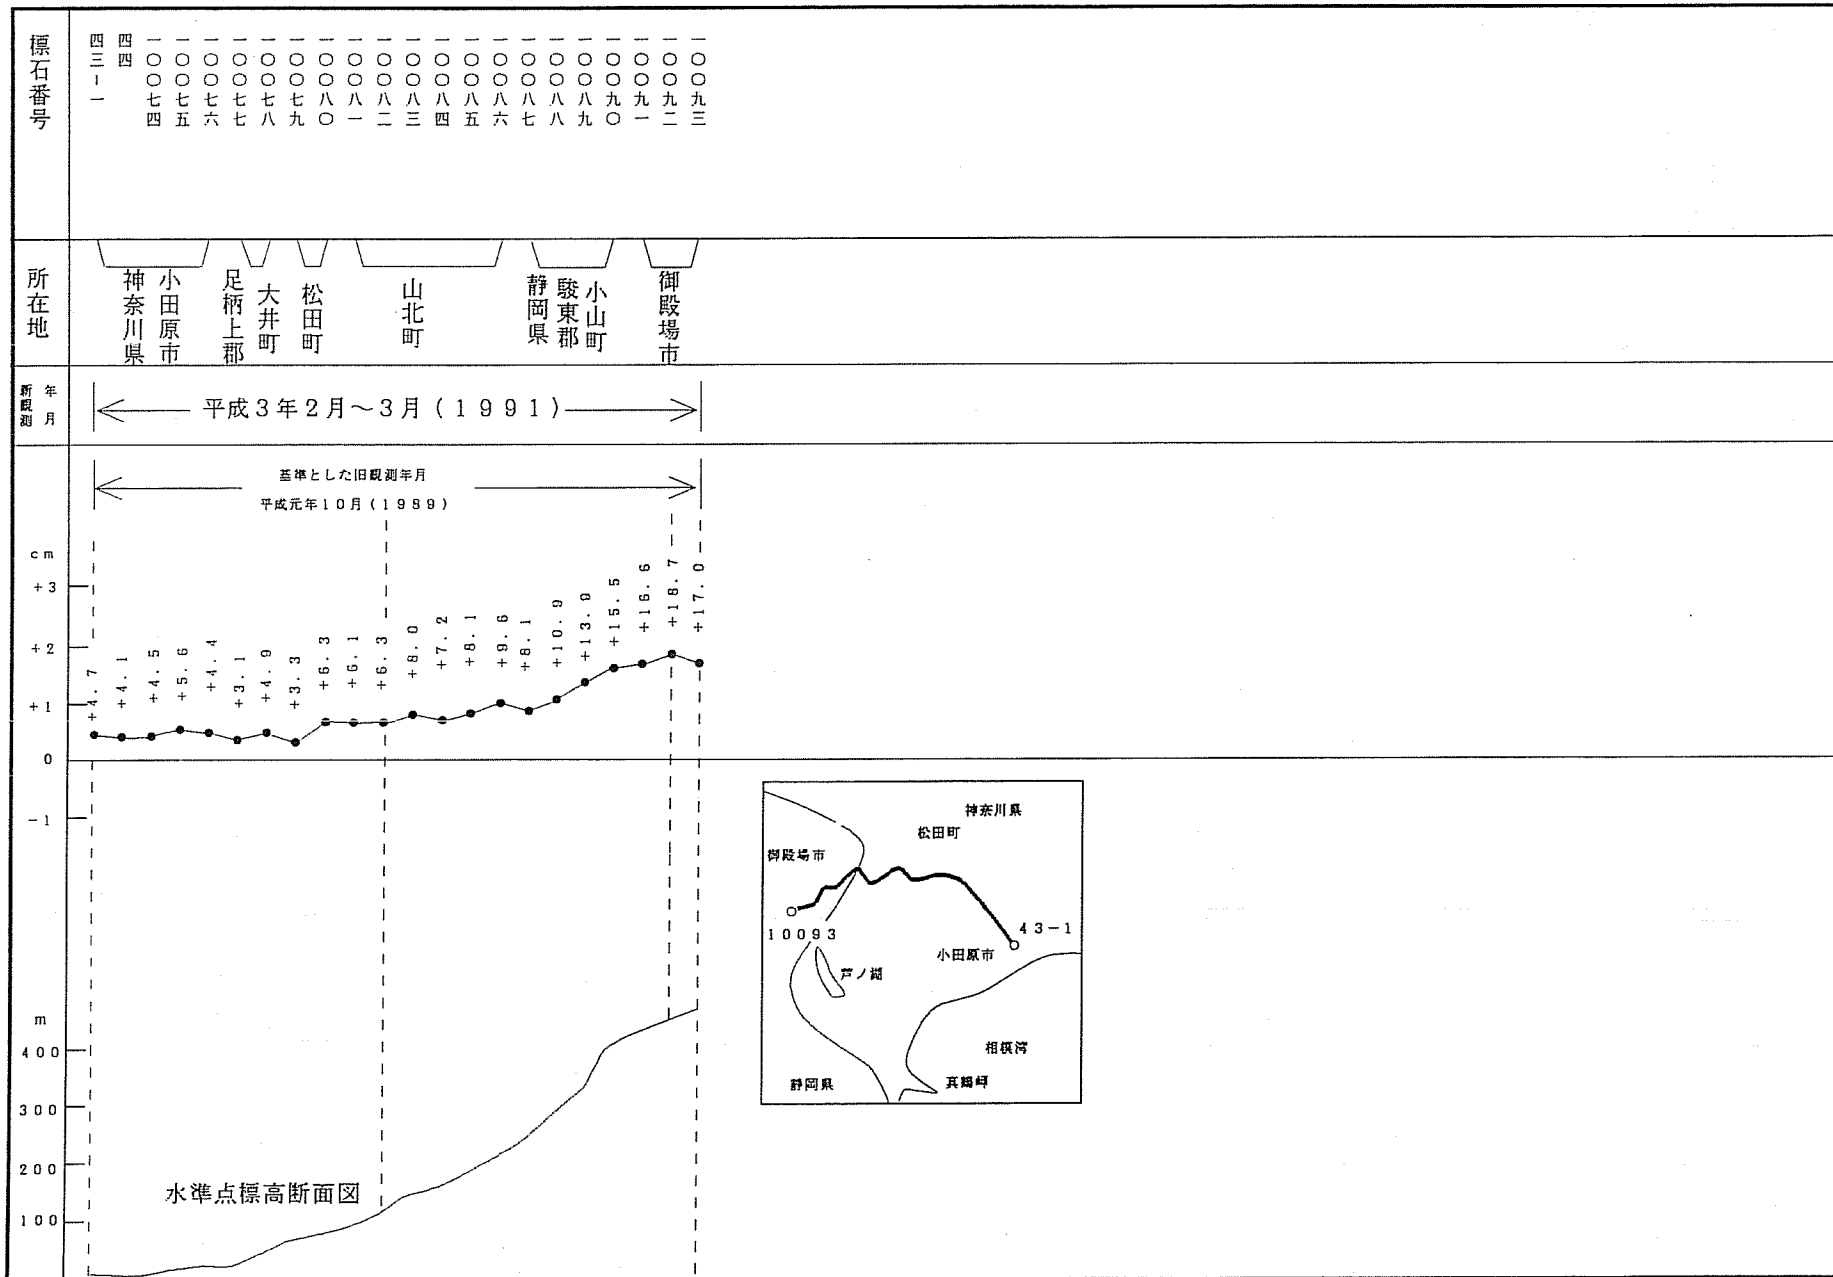 標石番号
四三-一
四四
一〇〇七四
一〇〇七五
一〇〇七六
一〇〇七七
一〇〇七八
一〇〇七九
一〇〇八〇
一〇〇八一
一〇〇八二
一〇〇八三
一〇〇八四
一〇〇八五
一〇〇八六
一〇〇八七
一〇〇八八
一〇〇八九
一〇〇九〇
一〇〇九一
一〇〇九二
一〇〇九三
所在地
神奈川県
小田原市
足柄上郡
大井町
松田町
山北町
静岡県
駿東郡
小山町
御殿場市
新観測
年月
平成3年2月～3月(1991)
基準とした旧観測年月
平成元年10月(1989)
cm
+3
+2
+1
0
-1
+4.7
+4.1
+4.5
+5.6
+4.4
+3.1
+4.9
+3.3
+6.3
+6.1
+6.3
+8.0
+7.2
+8.1
+9.6
+8.1
+10.9
+13.9
+15.5
+16.6
+18.7
+17.0
m
400
300
200
100
水準点標高断面図
神奈川県
松田町
御殿場市
10093
43-1
小田原市
芦ノ湖
相模湾
静岡県
真鶴岬